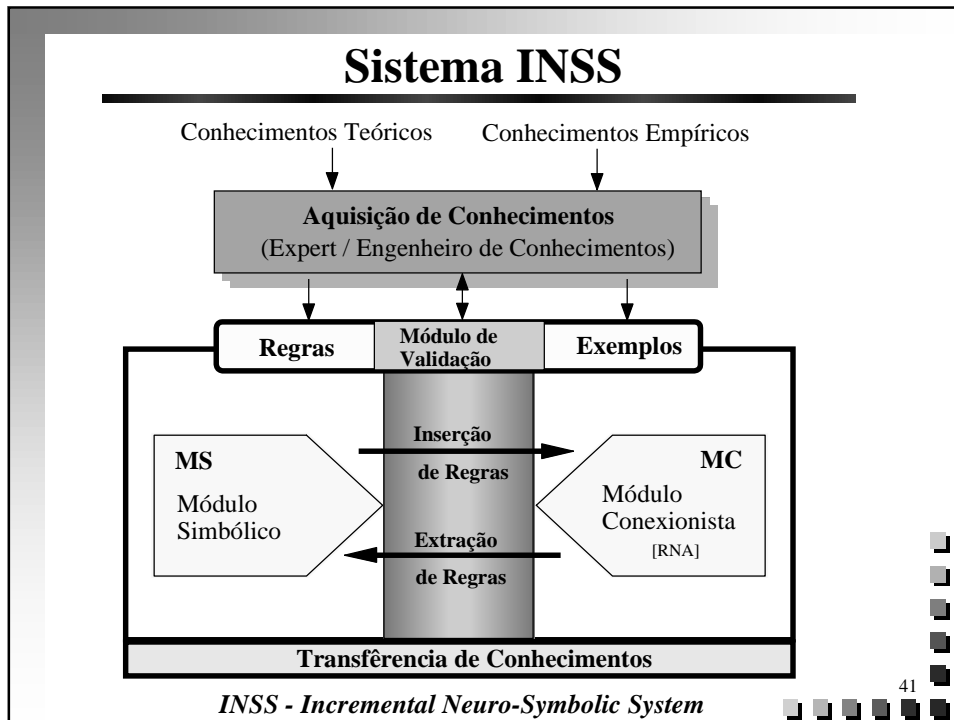 Sistema INSS
Conhecimentos Teóricos
Conhecimentos Empíricos
Aquisição de Conhecimentos
(Expert / Engenheiro de Conhecimentos)
Regras
Módulo de
Validação
Exemplos
Inserção
de Regras
MS
Módulo
Simbólico
MC
Módulo
Conexionista
[RNA]
Extração
de Regras
Transfêrencia de Conhecimentos
INSS - Incremental Neuro-Symbolic System
41